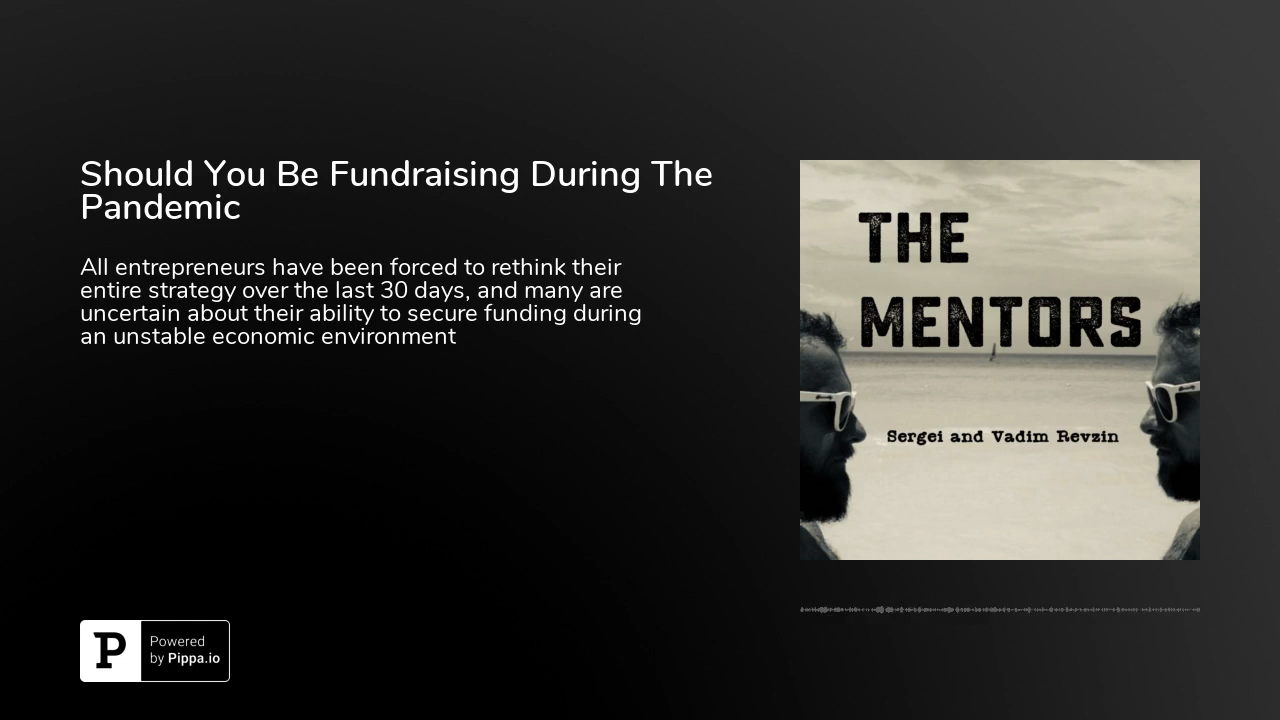 Should You Be Fundraising During The
Pandemic
All entrepreneurs have been forced to rethink their
entire strategy over the last 30 days, and many are
uncertain about their ability to secure funding during
an unstable economic environment
THE
MENTORS
Sergei and Vadim Revzin
P
Powered
by Pippa.io